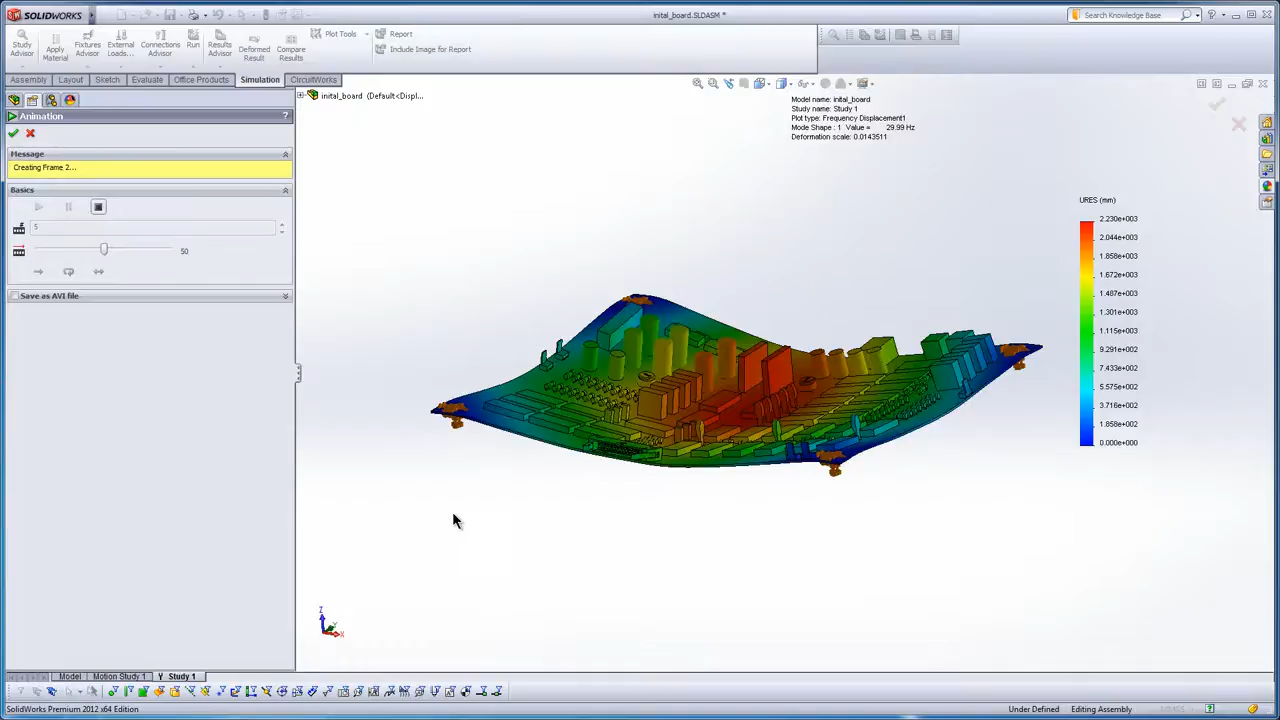 SOLIDWORKS
inital_board.SLDASM *
Search Knowledge Base
Study Advisor
Apply Material
Fixtures Advisor
External Loads...
Connections Advisor
Run
Results Advisor
Deformed Result
Compare Results
Plot Tools
Report
Include Image for Report
Assembly
Layout
Sketch
Evaluate
Office Products
Simulation
CircuitWorks
Animation
?
Message
Creating Frame 2...
Basics
5
50
Save as AVI file
inital_board (Default<Displ...
Model name: inital_board
Study name: Study 1
Plot type: Frequency Displacement1
Mode Shape : 1 Value = 29.99 Hz
Deformation scale: 0.0143511
URES (mm)
2.230e+003
2.044e+003
1.858e+003
1.672e+003
1.487e+003
1.301e+003
1.115e+003
9.291e+002
7.433e+002
5.575e+002
3.716e+002
1.858e+002
0.000e+000
Z
Y
X
Model
Motion Study 1
Study 1
SolidWorks Premium 2012 x64 Edition
Under Defined
Editing Assembly